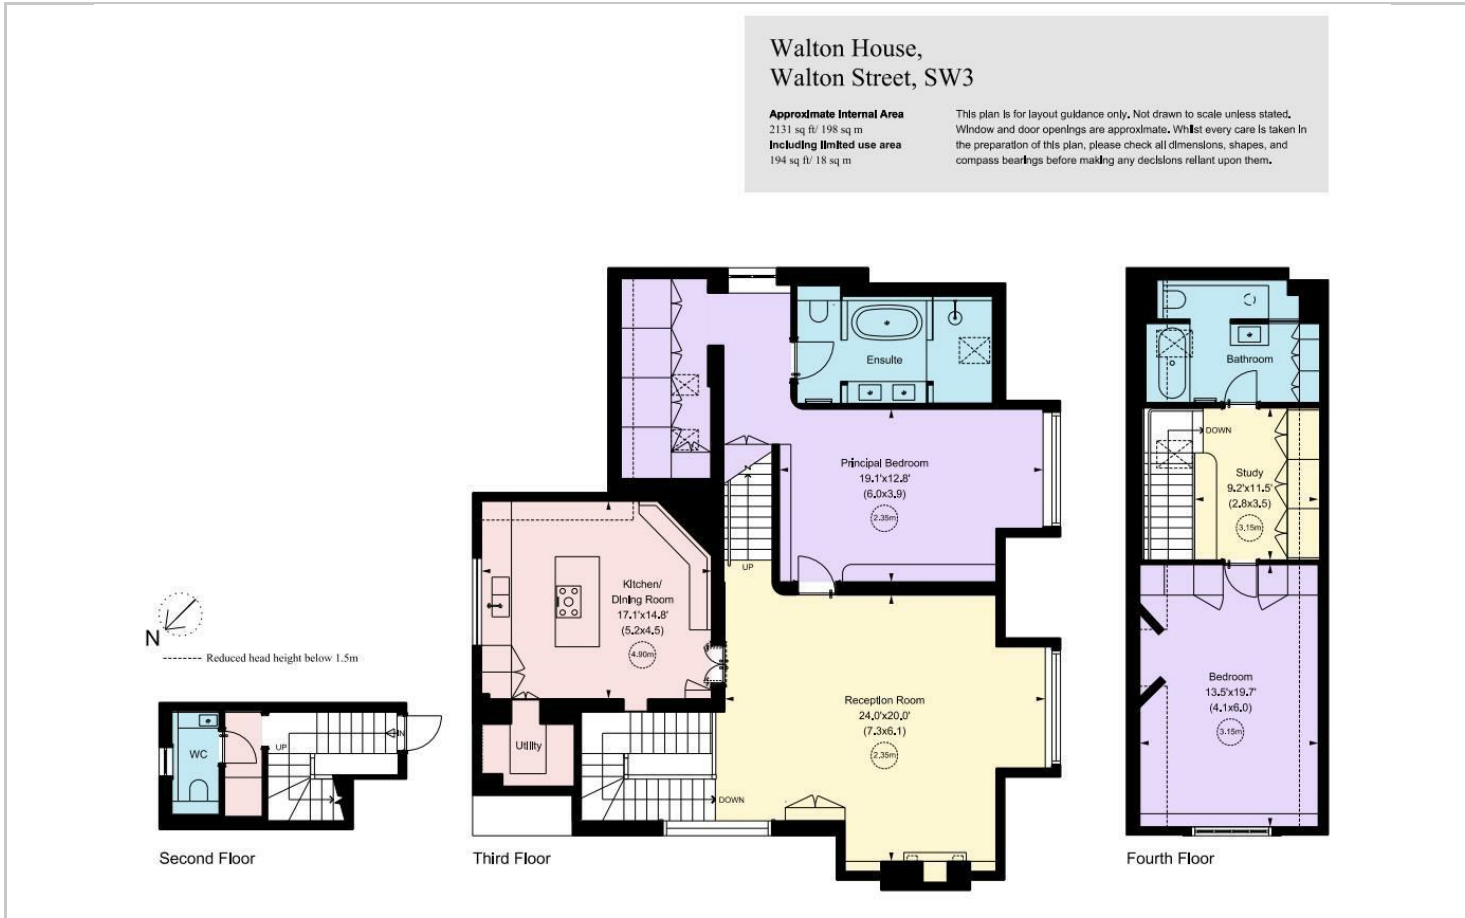 Walton House,
Walton Street, SW3
Approximate Internal Area
2131 sq ft/ 198 sq m
Including limited use area
194 sq ft/ 18 sq m
This plan is for layout guidance only. Not drawn to scale unless stated.
Window and door openings are approximate. Whilst every care is taken in
the preparation of this plan, please check all dimensions, shapes, and
compass bearings before making any decisions reliant upon them.
Ensuite
Principal Bedroom
19.1'x12.8'
(6.0x3.9)
2.35m
UP
Kitchen/
Dining Room
17.1'x14.8'
(5.2x4.5)
4.90m
Reception Room
24.0'x20.0'
(7.3x6.1)
2.35m
Utility
DOWN
Third Floor
Bathroom
DOWN
Study
9.2'x11.5'
(2.8x3.5)
3.15m
Bedroom
13.5'x19.7'
(4.1x6.0)
3.15m
Fourth Floor
N
Reduced head height below 1.5m
WC
UP
IN
Second Floor